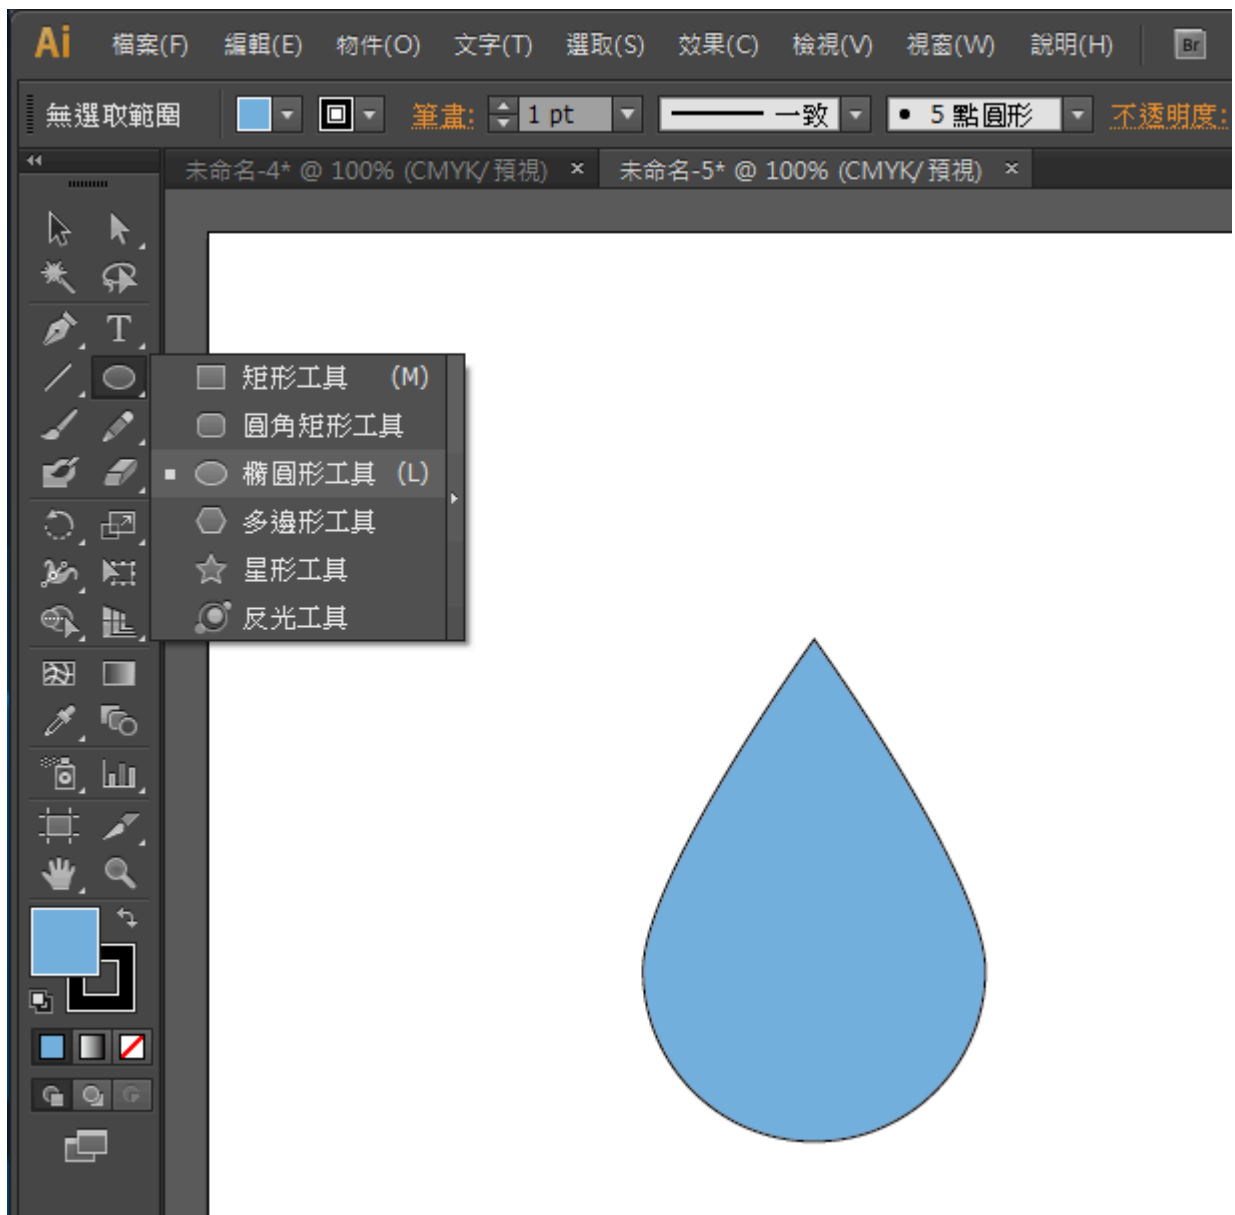 Ai 檔案(F) 編輯(E) 物件(O) 文字(T) 選取(S) 效果(C) 檢視(V) 視窗(W) 說明(H) Br
無選取範圍 筆畫: 1 pt 一致 5 點圓形 不透明度:
未命名-4* @ 100% (CMYK/預視) × 未命名-5* @ 100% (CMYK/預視) ×
矩形工具 (M)
圓角矩形工具
橢圓形工具 (L)
多邊形工具
星形工具
反光工具